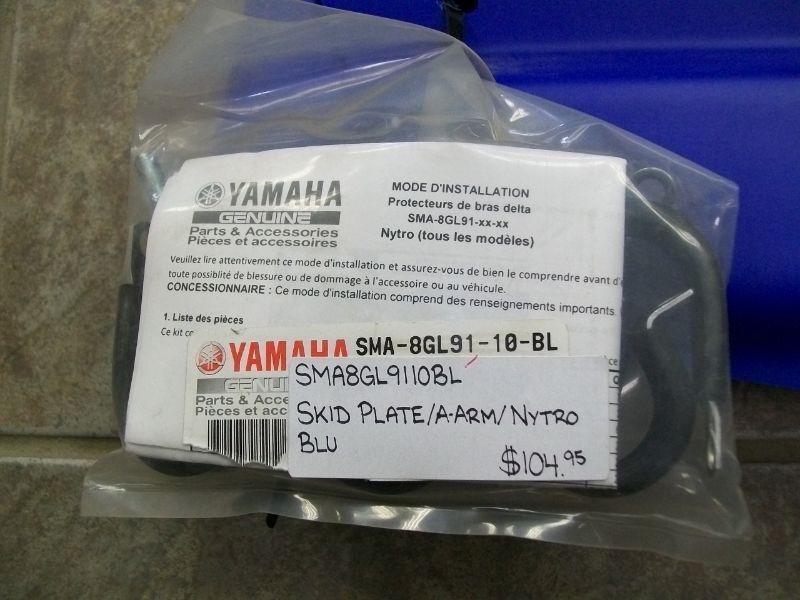 YAMAHA
GENUINE
Parts & Accessories
Pièces et accessoires
MODE D'INSTALLATION
Protecteurs de bras delta
SMA-8GL91-xx-xx
Nytro (tous les modèles)
Veuillez lire attentivement ce mode d'installation et assurez-vous de bien le comprendre avant
toute possiblité de blessure ou de dommage à l'accessoire ou au véhicule.
CONCESSIONNAIRE : Ce mode d'installation comprend des renseignements importants
1. Liste des pièces
Ce kit
YAMAHA
GENUINE
Parts &
Pièces et
SMA-8GL91-10-BL
SMA8GL9110BL
SKID PLATE/A-ARM/NYTRO
BLU
$104.95